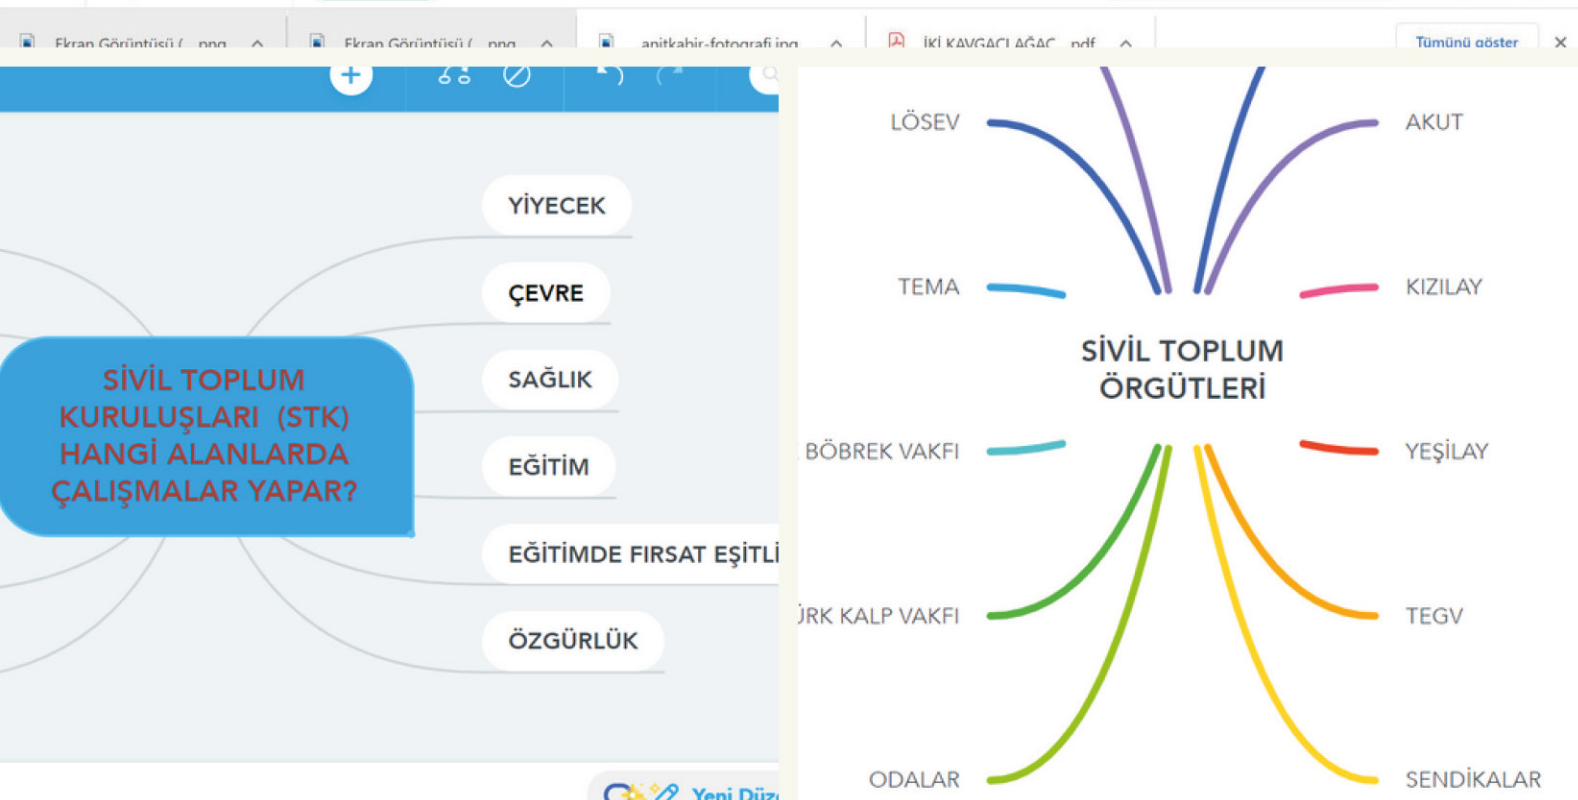 Ekran Görüntüsü (....png
Ekran Görüntüsü (....png
anitkabir-fotografi.jpg
İKİ KAVGACI AĞAÇ....pdf
Tümünü göster
YİYECEK
ÇEVRE
SAĞLIK
EĞİTİM
EĞİTİMDE FIRSAT EŞİTLİ
ÖZGÜRLÜK
SİVİL TOPLUM
KURULUŞLARI (STK)
HANGİ ALANLARDA
ÇALIŞMALAR YAPAR?
Yeni Düze
LÖSEV
AKUT
TEMA
KIZILAY
SİVİL TOPLUM
ÖRGÜTLERİ
BÖBREK VAKFI
YEŞİLAY
ÜRK KALP VAKFI
TEGV
ODALAR
SENDİKALAR